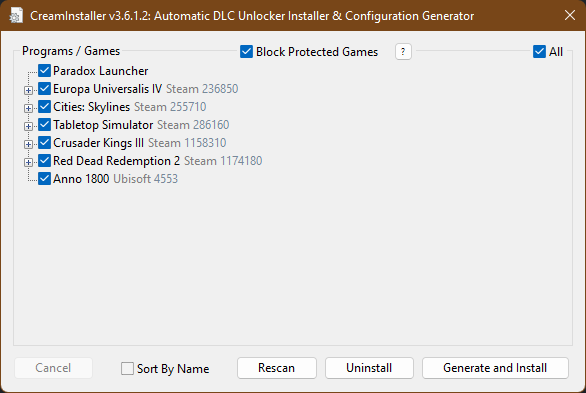 CreamInstaller v3.6.1.2: Automatic DLC Unlocker Installer & Configuration Generator
Programs / Games Block Protected Games ? All
Paradox Launcher
Europa Universalis IV Steam 236850
Cities: Skylines Steam 255710
Tabletop Simulator Steam 286160
Crusader Kings III Steam 1158310
Red Dead Redemption 2 Steam 1174180
Anno 1800 Ubisoft 4553
Cancel Sort By Name Rescan Uninstall Generate and Install